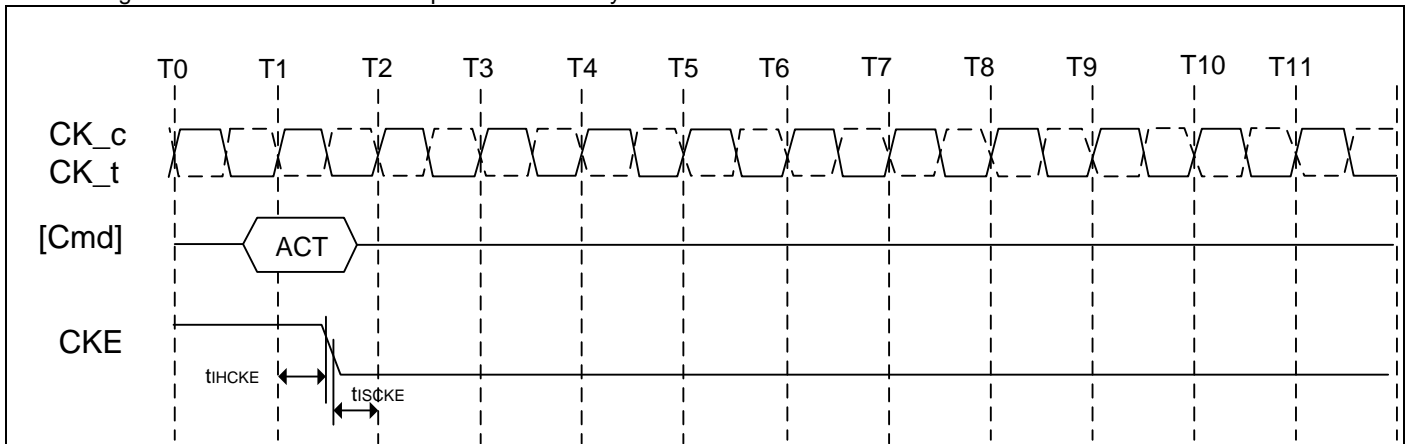 T0 T1 T2 T3 T4 T5 T6 T7 T8 T9 T10 T11
CK_c
CK_t
[Cmd] ACT
CKE
tIHCKE
tISCKE